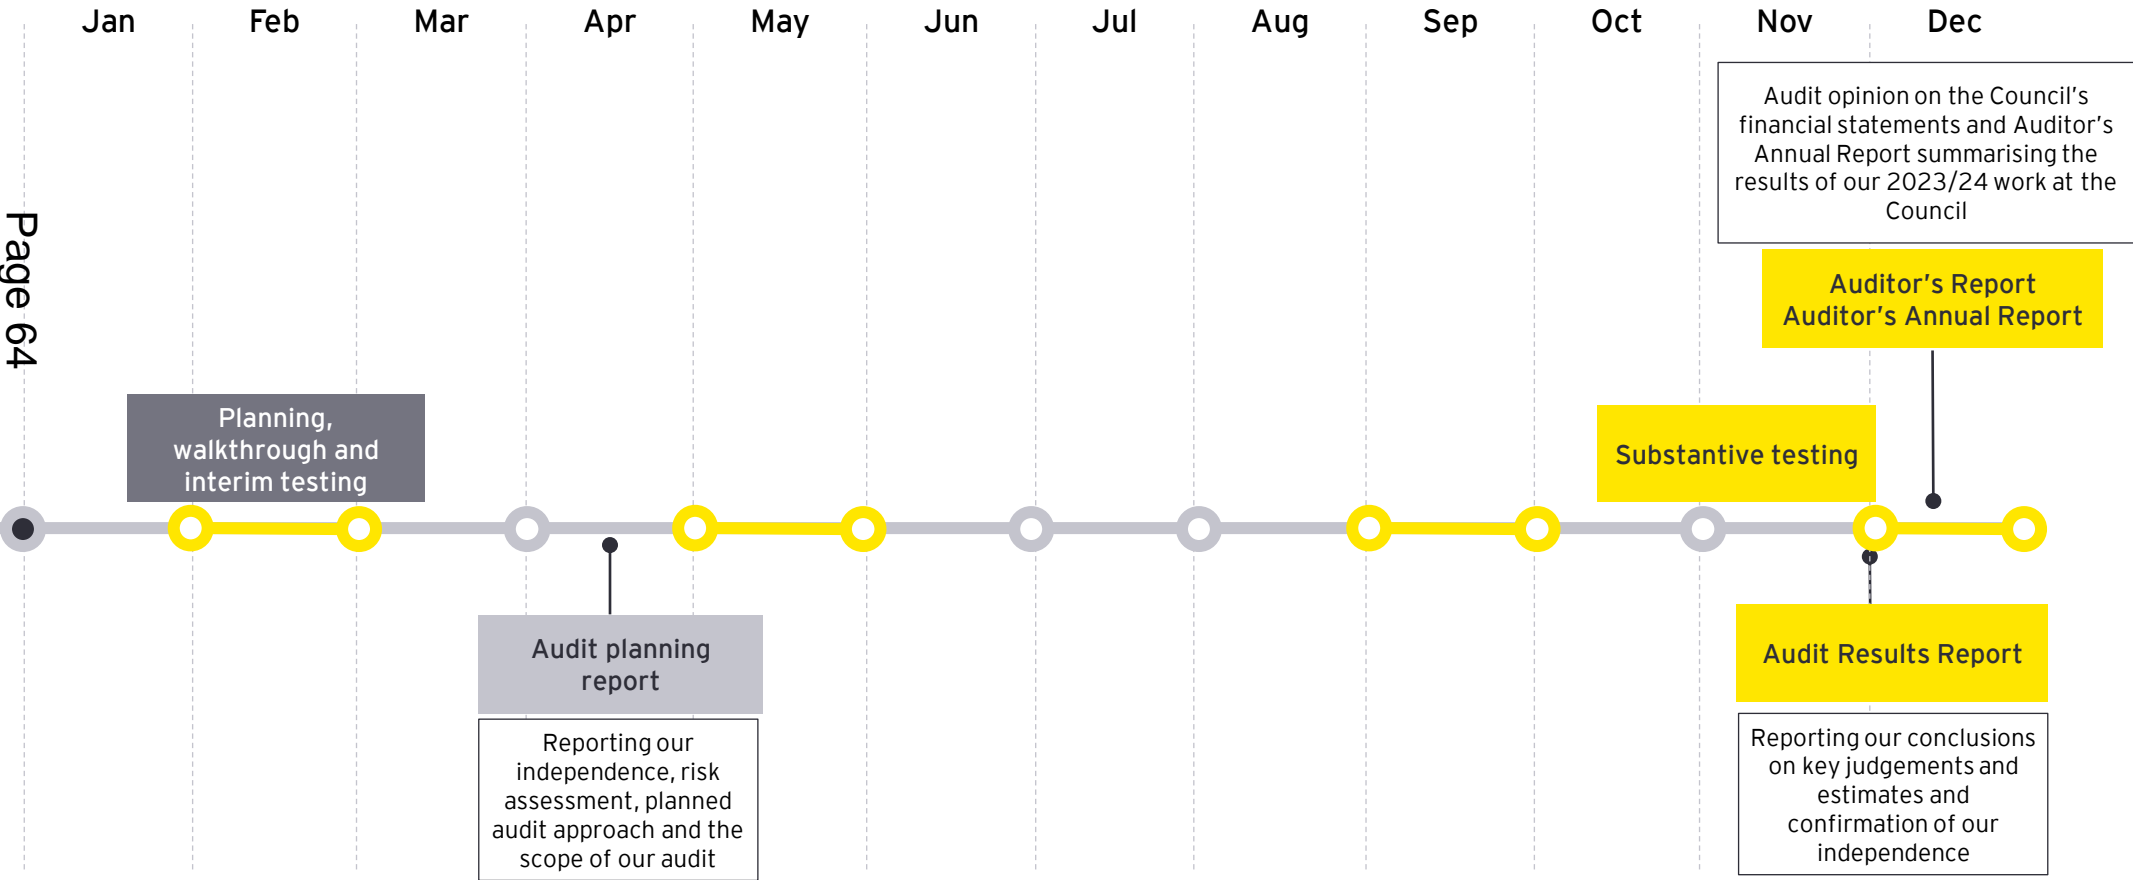 Jan Feb Mar Apr May Jun Jul Aug Sep Oct Nov Dec
Audit opinion on the Council's
financial statements and Auditor's
Annual Report summarising the
results of our 2023/24 work at the
Council
Page 64
Auditor's Report
Auditor's Annual Report
Planning,
walkthrough and
interim testing
Substantive testing
Audit planning
report
Reporting our
independence, risk
assessment, planned
audit approach and the
scope of our audit
Audit Results Report
Reporting our conclusions
on key judgements and
estimates and
confirmation of our
independence